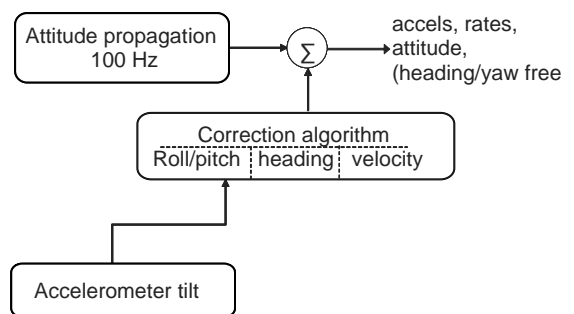 Attitude propagation
100 Hz
Σ
accels, rates,
attitude,
(heading/yaw free
Correction algorithm
Roll/pitch heading velocity
Accelerometer tilt